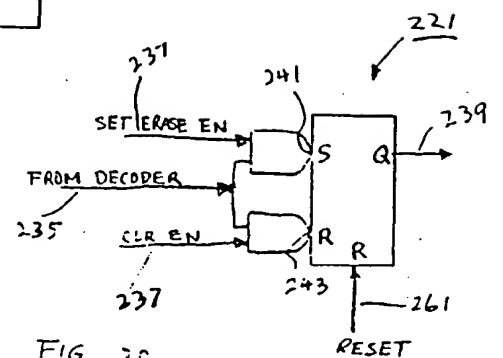 221
237
241
239
SET ERASE EN
S
Q
FROM DECODER
235
CLR EN
R
R
237
243
261
FIG
RESET